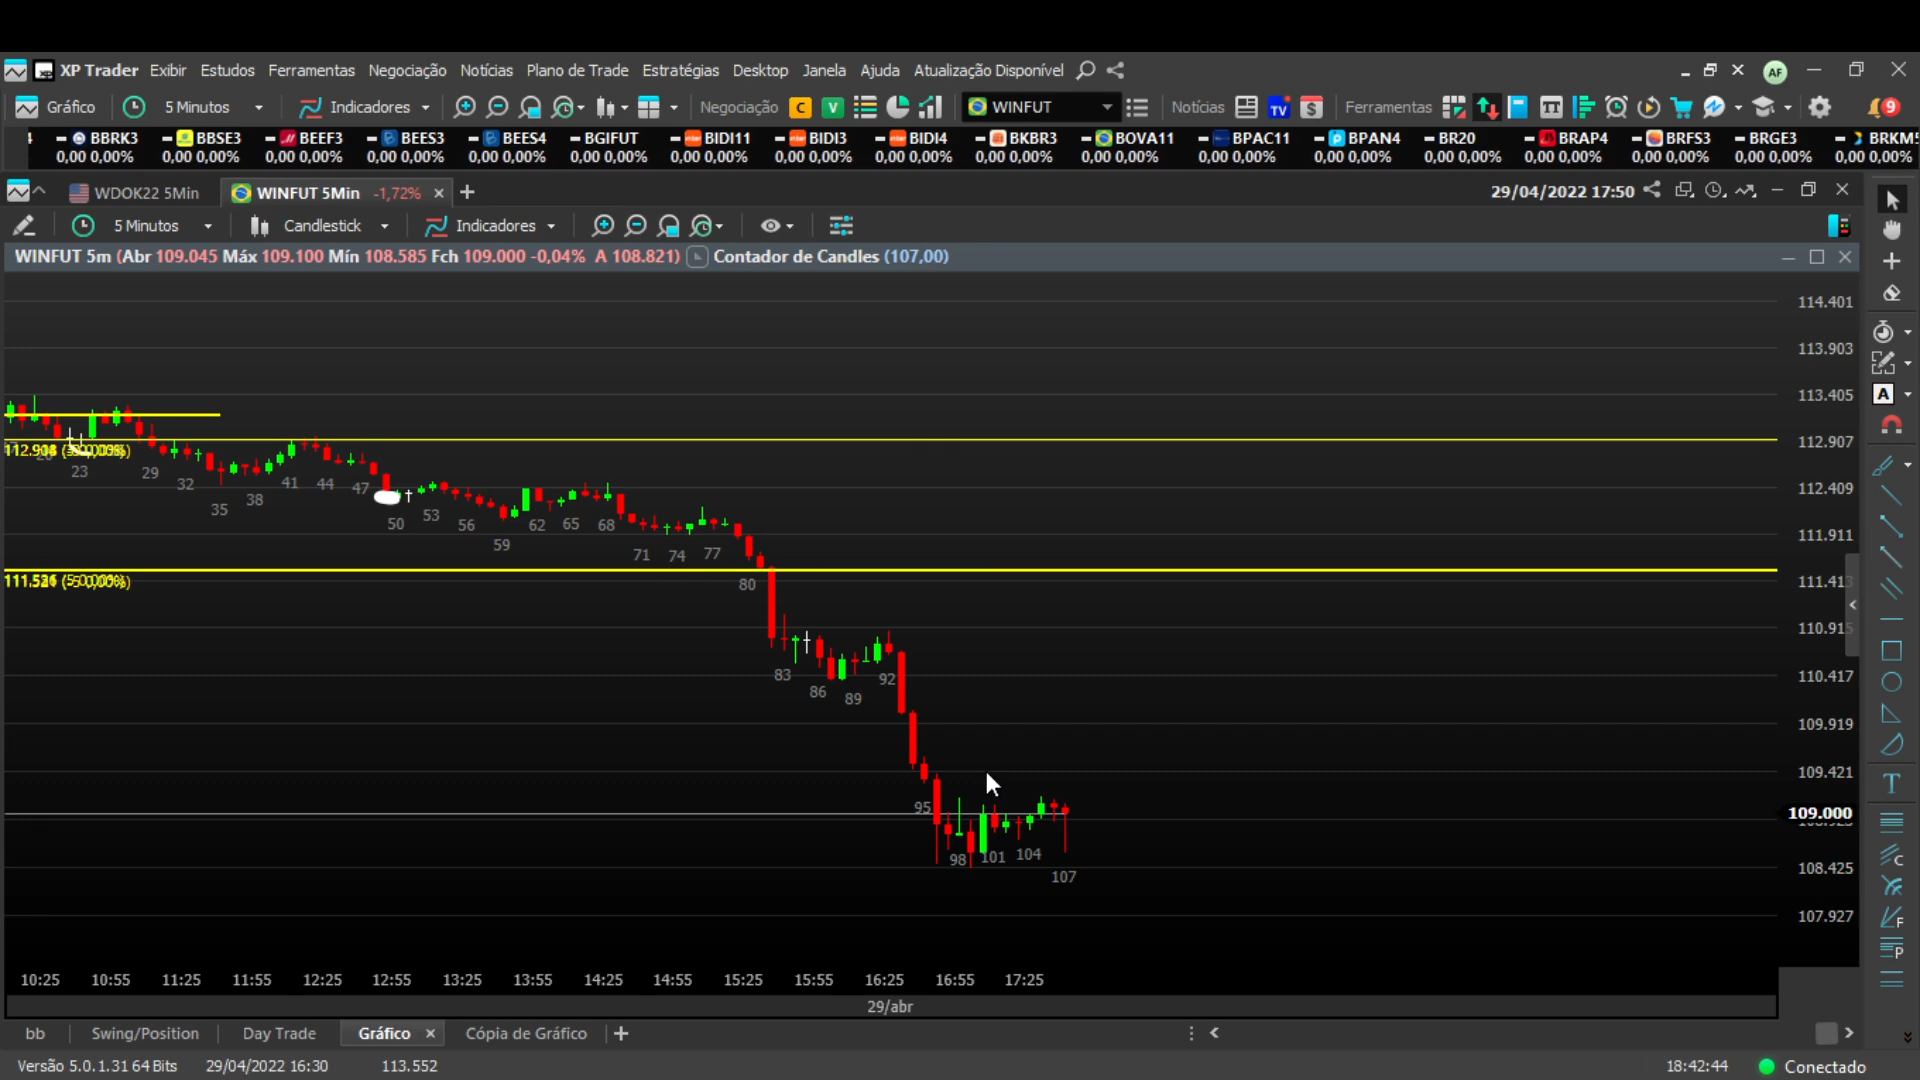 XP Trader Exibir Estudos Ferramentas Negociação Notícias Plano de Trade Estratégias Desktop Janela Ajuda Atualização Disponível AF
Gráfico 5 Minutos Indicadores Negociação C V WINFUT Notícias TV $ Ferramentas TT 9
4 BBRK3 BBSE3 BEEF3 BEES3 BEES4 BGIFUT BIDI11 BIDI3 BIDI4 BKBR3 BOVA11 BPAC11 BPAN4 BR20 BRAP4 BRFS3 BRGE3 BRKM5
0,00 0,00% 0,00 0,00% 0,00 0,00% 0,00 0,00% 0,00 0,00% 0,00 0,00% 0,00 0,00% 0,00 0,00% 0,00 0,00% 0,00 0,00% 0,00 0,00% 0,00 0,00% 0,00 0,00% 0,00 0,00% 0,00 0,00% 0,00 0,00% 0,00 0,00% 0,00 0,00%
WDOK22 5Min WINFUT 5Min -1,72% 29/04/2022 17:50
5 Minutos Candlestick Indicadores
WINFUT 5m (Abr 109.045 Máx 109.100 Mín 108.585 Fch 109.000 -0,04% A 108.821) Contador de Candles (107,00)
114.401
113.903
113.405
112.907
23 29 32 35 38 41 44 47 50 53 56 59 62 65 68 71 74 77 80
112.409
111.911
111.413
110.915
83 86 89 92
110.417
109.919
109.421
95 98 101 104 107
109.000
108.425
107.927
10:25 10:55 11:25 11:55 12:25 12:55 13:25 13:55 14:25 14:55 15:25 15:55 16:25 16:55 17:25
29/abr
bb Swing/Position Day Trade Gráfico Cópia de Gráfico
Versão 5.0.1.31 64 Bits 29/04/2022 16:30 113.552 18:42:44 Conectado
A
T
C
F
P